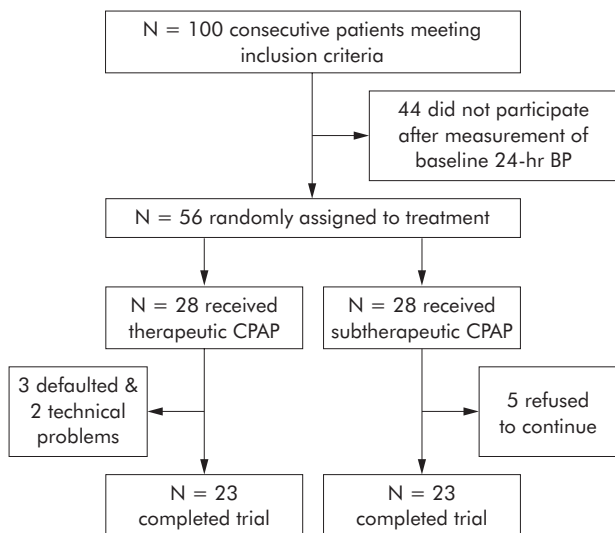 N = 100 consecutive patients meeting
inclusion criteria
44 did not participate
after measurement of
baseline 24-hr BP
N = 56 randomly assigned to treatment
N = 28 received
therapeutic CPAP
N = 28 received
subtherapeutic CPAP
3 defaulted &
2 technical
problems
5 refused
to continue
N = 23
completed trial
N = 23
completed trial